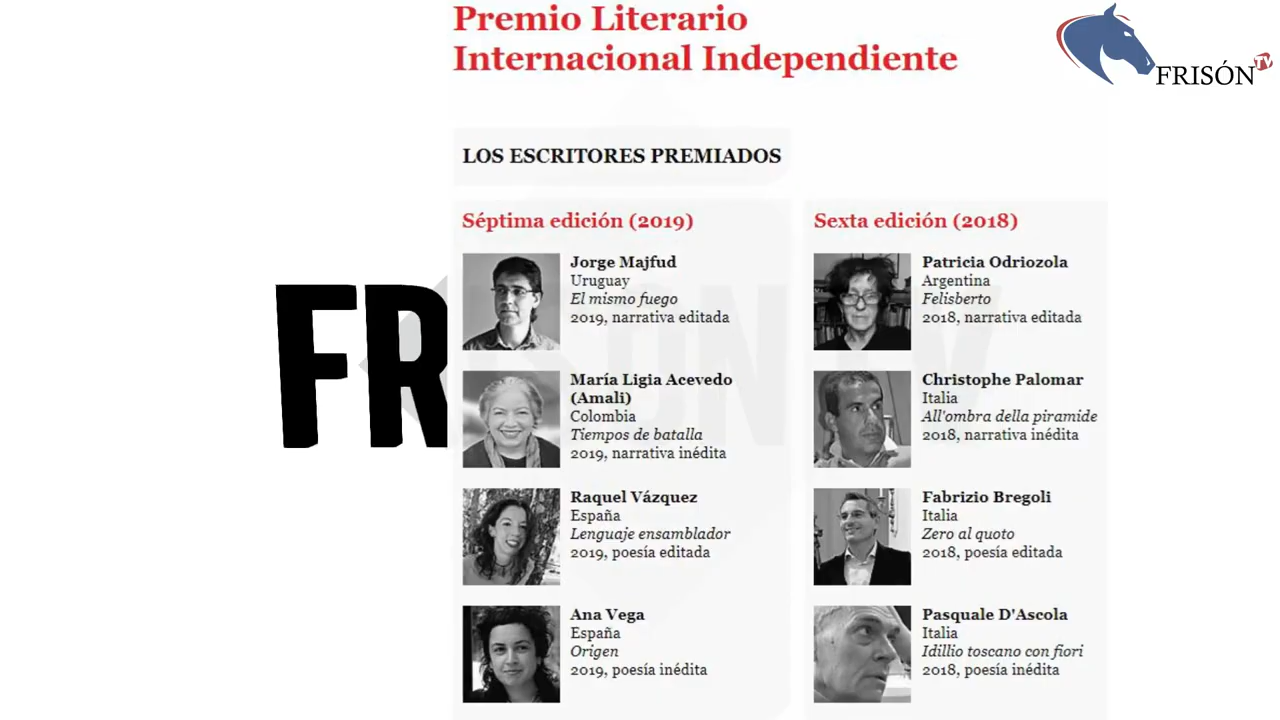 Premio Literario
Internacional Independiente
FRISÓN TV
LOS ESCRITORES PREMIADOS
Séptima edición (2019)
Jorge Majfud
Uruguay
El mismo fuego
2019, narrativa editada
María Ligia Acevedo
(Amali)
Colombia
Tiempos de batalla
2019, narrativa inédita
Raquel Vázquez
España
Lenguaje ensamblador
2019, poesía editada
Ana Vega
España
Origen
2019, poesía inédita
Sexta edición (2018)
Patricia Odriozola
Argentina
Felisberto
2018, narrativa editada
Christophe Palomar
Italia
All'ombra della piramide
2018, narrativa inédita
Fabrizio Bregoli
Italia
Zero al quoto
2018, poesía editada
Pasquale D'Ascola
Italia
Idillio toscano con fiori
2018, poesía inédita
FRISON TV